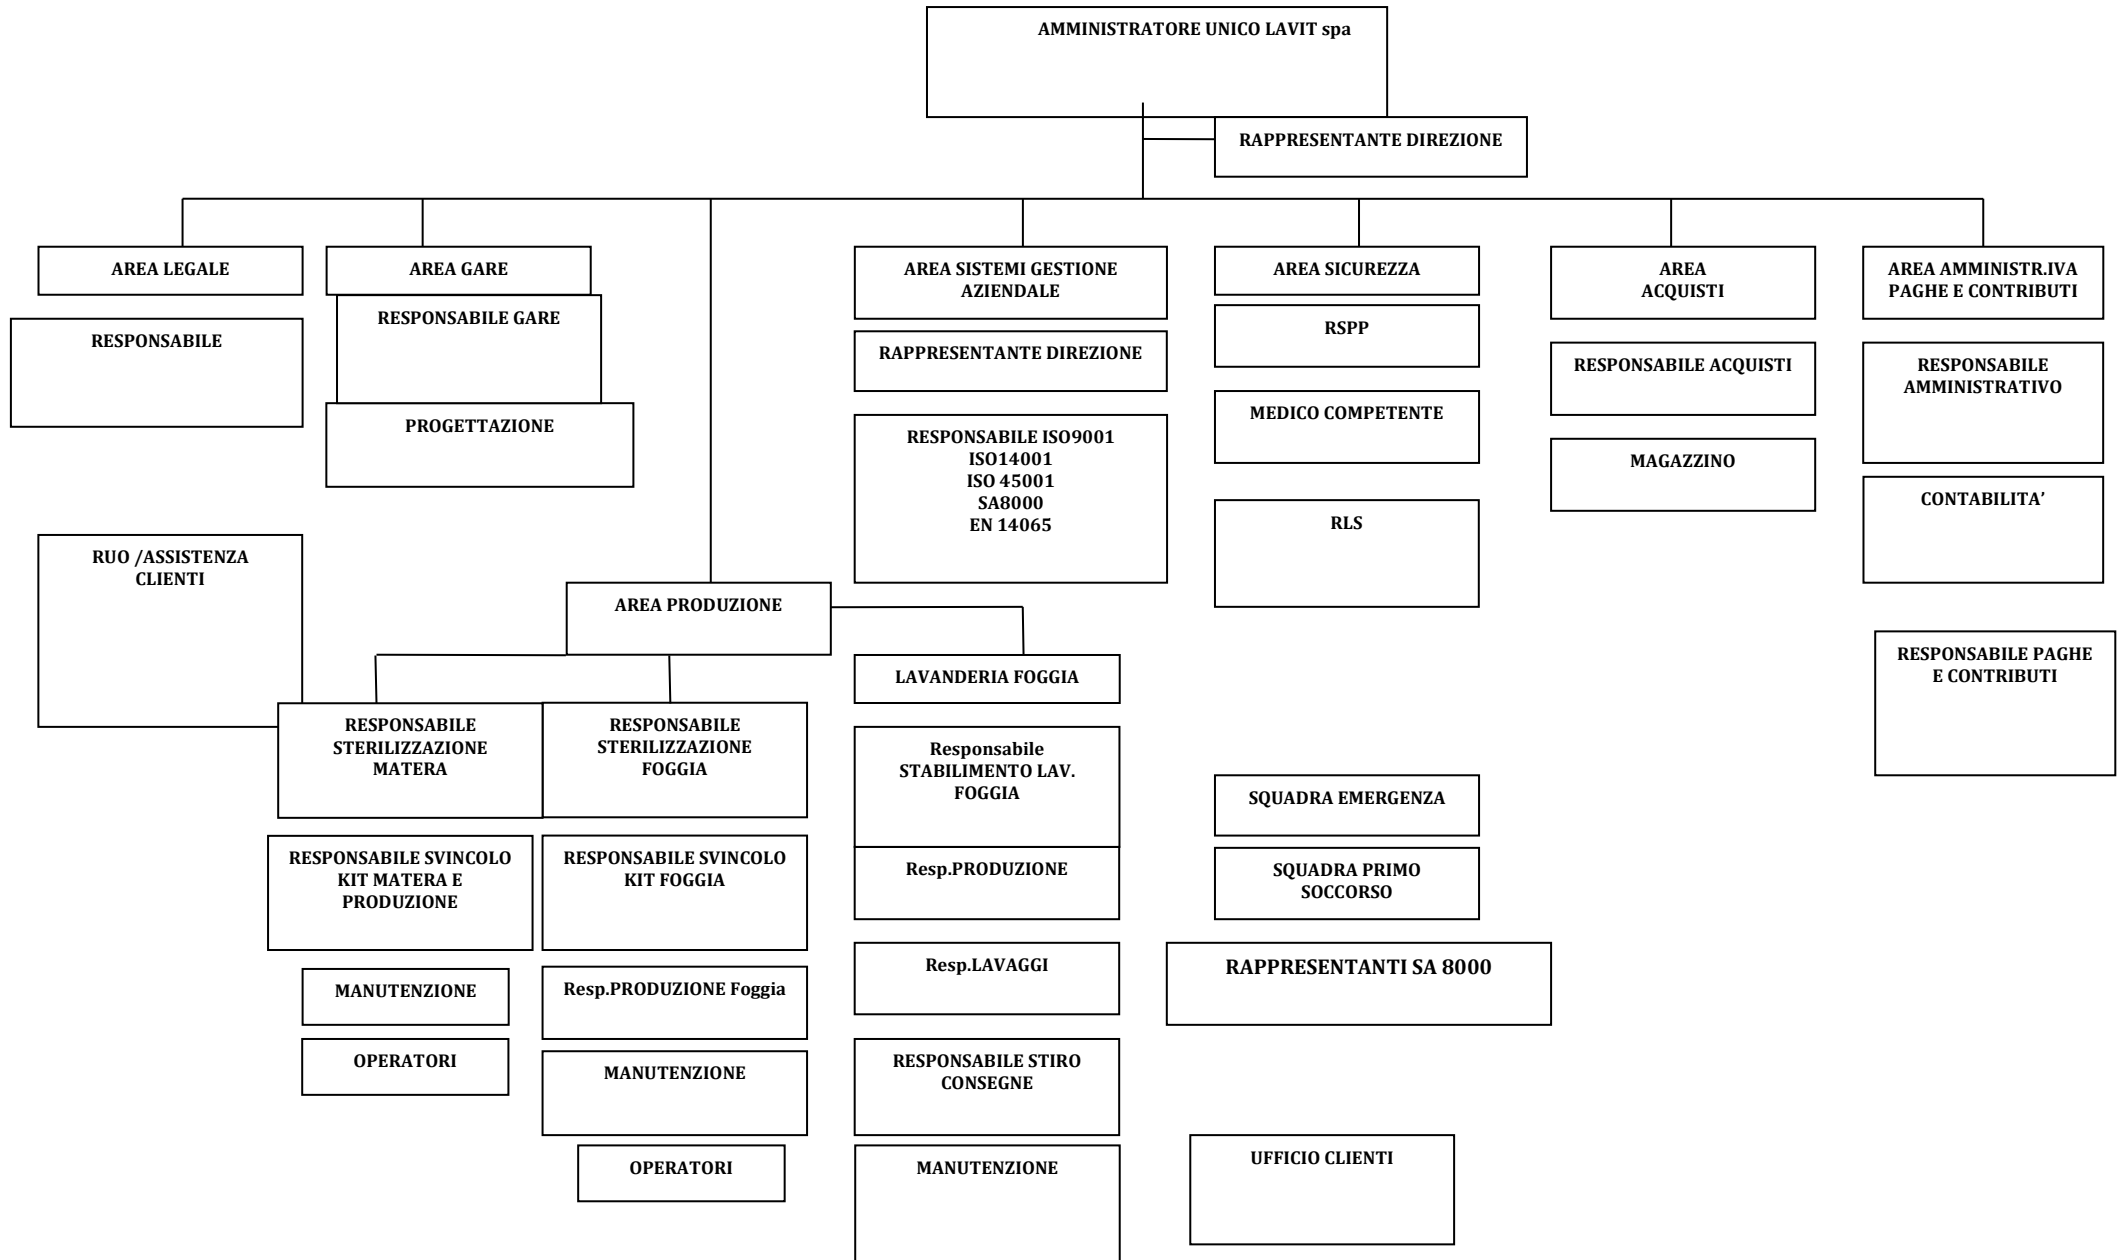 AMMINISTRATORE UNICO LAVIT spa
RAPPRESENTANTE DIREZIONE
AREA LEGALE
RESPONSABILE
RUO /ASSISTENZA
CLIENTI
AREA GARE
RESPONSABILE GARE
PROGETTAZIONE
AREA PRODUZIONE
RESPONSABILE
STERILIZZAZIONE
MATERA
RESPONSABILE SVINCOLO
KIT MATERA E
PRODUZIONE
MANUTENZIONE
OPERATORI
RESPONSABILE
STERILIZZAZIONE
FOGGIA
RESPONSABILE SVINCOLO
KIT FOGGIA
Resp.PRODUZIONE Foggia
MANUTENZIONE
OPERATORI
LAVANDERIA FOGGIA
Responsabile
STABILIMENTO LAV.
FOGGIA
Resp.PRODUZIONE
Resp.LAVAGGI
RESPONSABILE STIRO
CONSEGNE
MANUTENZIONE
AREA SISTEMI GESTIONE
AZIENDALE
RAPPRESENTANTE DIREZIONE
RESPONSABILE ISO9001
ISO14001
ISO 45001
SA8000
EN 14065
AREA SICUREZZA
RSPP
MEDICO COMPETENTE
RLS
SQUADRA EMERGENZA
SQUADRA PRIMO
SOCCORSO
RAPPRESENTANTI SA 8000
UFFICIO CLIENTI
AREA
ACQUISTI
RESPONSABILE ACQUISTI
MAGAZZINO
AREA AMMINISTR.IVA
PAGHE E CONTRIBUTI
RESPONSABILE
AMMINISTRATIVO
CONTABILITA’
RESPONSABILE PAGHE
E CONTRIBUTI